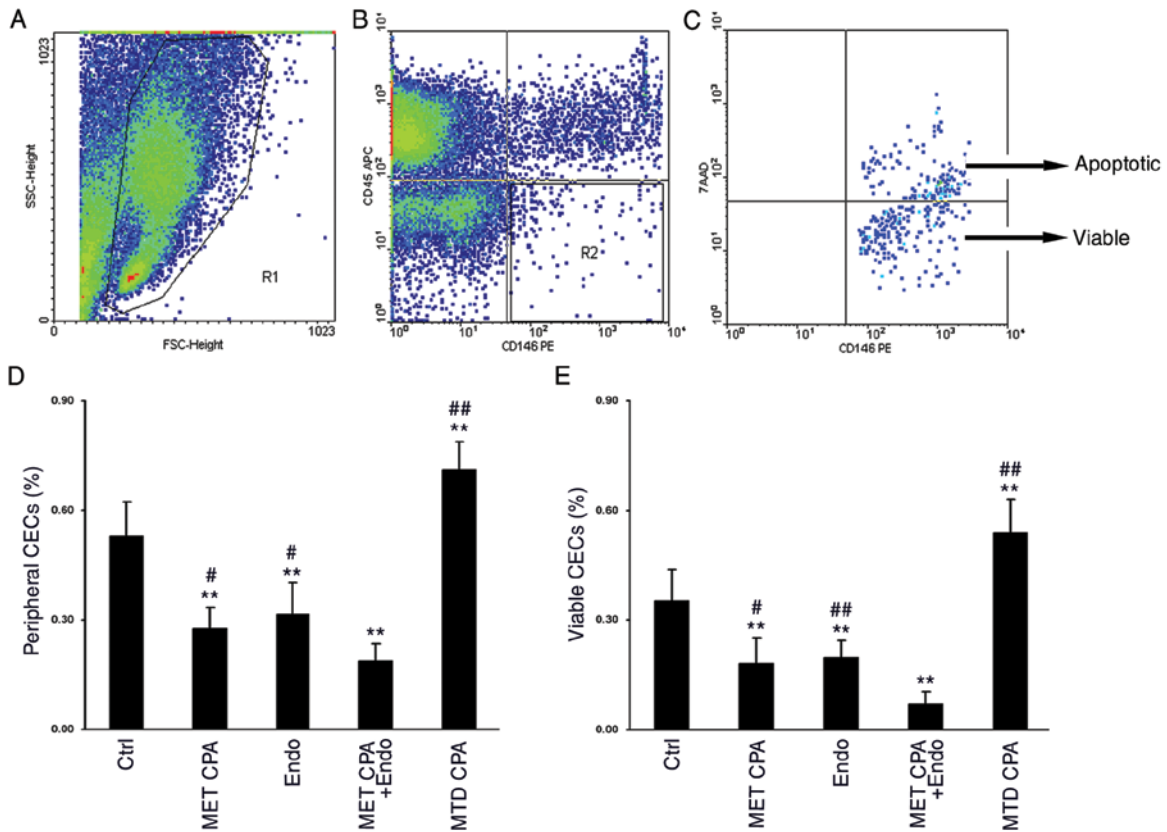 A
1023
SSC-Height
0
0
1023
FSC-Height
R1
B
10⁴
10³
10²
10¹
10⁰
CD45 APC
R2
10⁰ 10¹ 10² 10³ 10⁴
CD146 PE
C
10⁴
10³
10²
10¹
10⁰
7AAD
10⁰ 10¹ 10² 10³ 10⁴
CD146 PE
Apoptotic
Viable
D
Peripheral CECs (%)
0.90
0.60
0.30
0.00
#
**
#
**
**
##
**
Ctrl
MET CPA
Endo
MET CPA
+Endo
MTD CPA
E
Viable CECs (%)
0.90
0.60
0.30
0.00
#
**
##
**
**
##
**
Ctrl
MET CPA
Endo
MET CPA
+Endo
MTD CPA